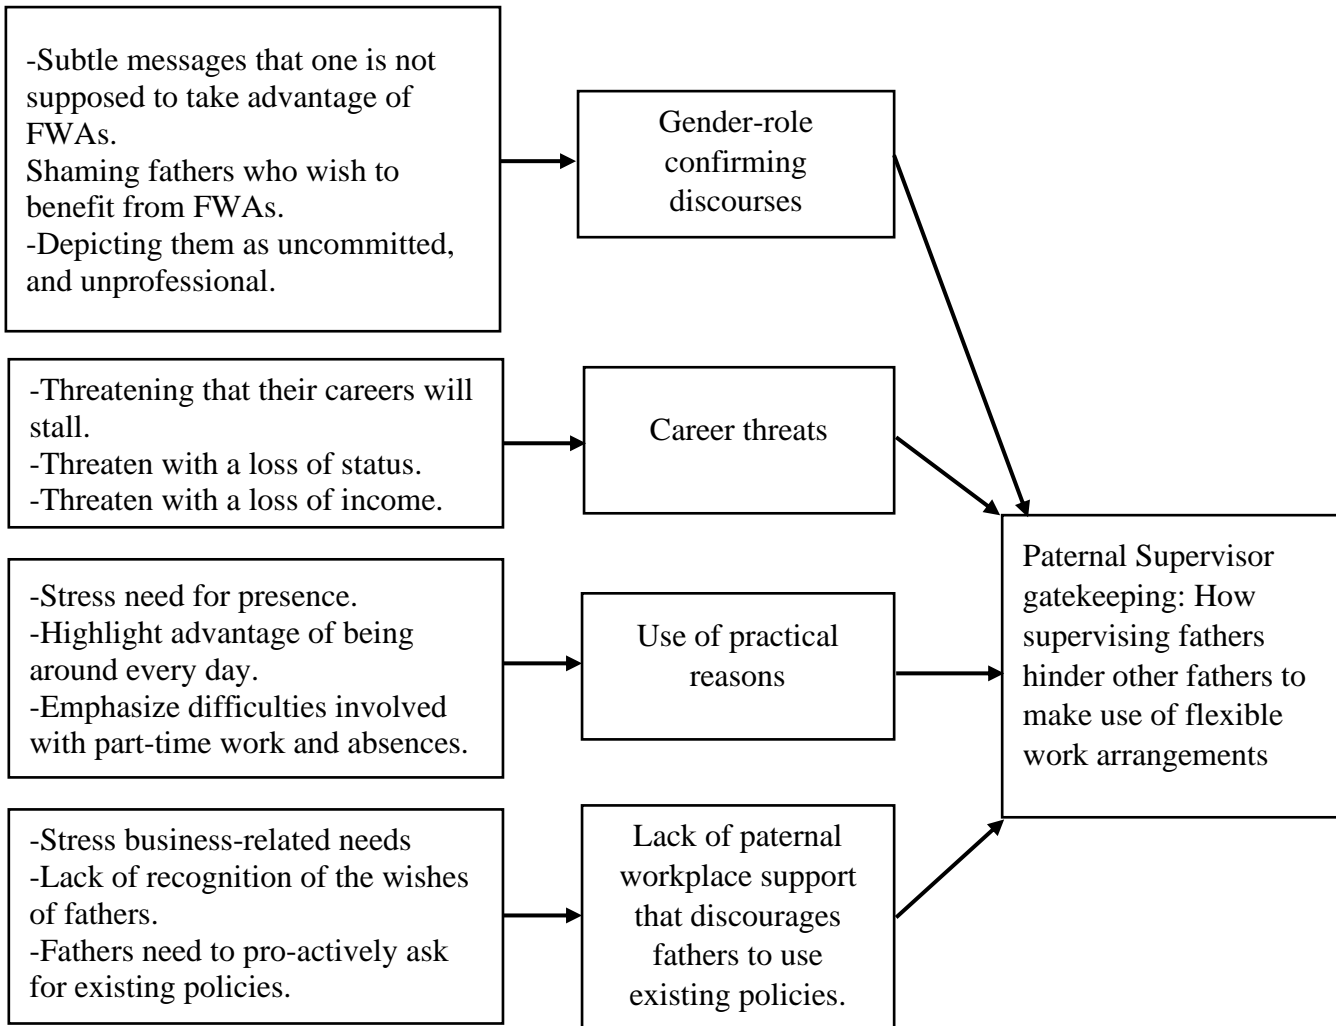 -Subtle messages that one is not
supposed to take advantage of
FWAs.
Shaming fathers who wish to
benefit from FWAs.
-Depicting them as uncommitted,
and unprofessional.
Gender-role
confirming
discourses
-Threatening that their careers will
stall.
-Threaten with a loss of status.
-Threaten with a loss of income.
Career threats
-Stress need for presence.
-Highlight advantage of being
around every day.
-Emphasize difficulties involved
with part-time work and absences.
Use of practical
reasons
-Stress business-related needs
-Lack of recognition of the wishes
of fathers.
-Fathers need to pro-actively ask
for existing policies.
Lack of paternal
workplace support
that discourages
fathers to use
existing policies.
Paternal Supervisor
gatekeeping: How
supervising fathers
hinder other fathers to
make use of flexible
work arrangements